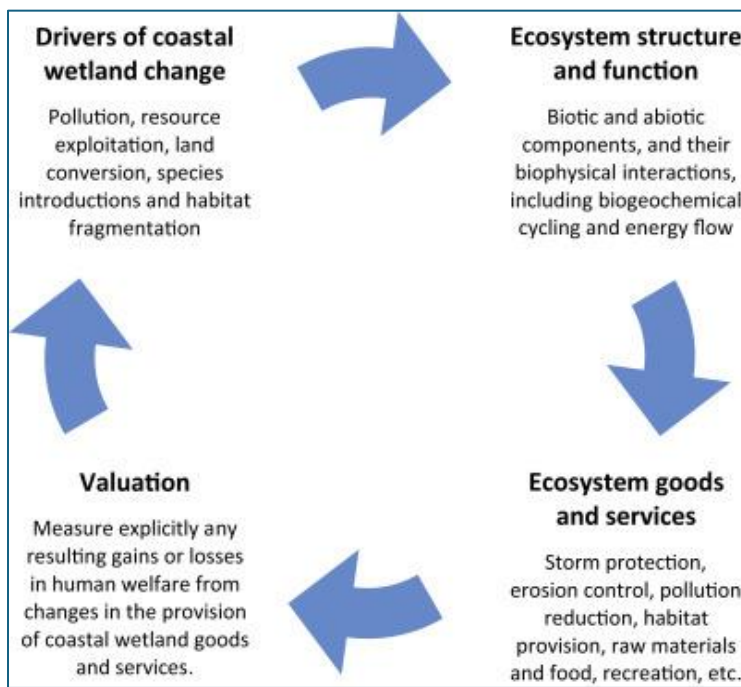 Drivers of coastal
wetland change
Pollution, resource
exploitation, land
conversion, species
introductions and habitat
fragmentation
Ecosystem structure
and function
Biotic and abiotic
components, and their
biophysical interactions,
including biogeochemical
cycling and energy flow
Ecosystem goods
and services
Storm protection,
erosion control, pollution
reduction, habitat
provision, raw materials
and food, recreation, etc.
Valuation
Measure explicitly any
resulting gains or losses
in human welfare from
changes in the provision
of coastal wetland goods
and services.